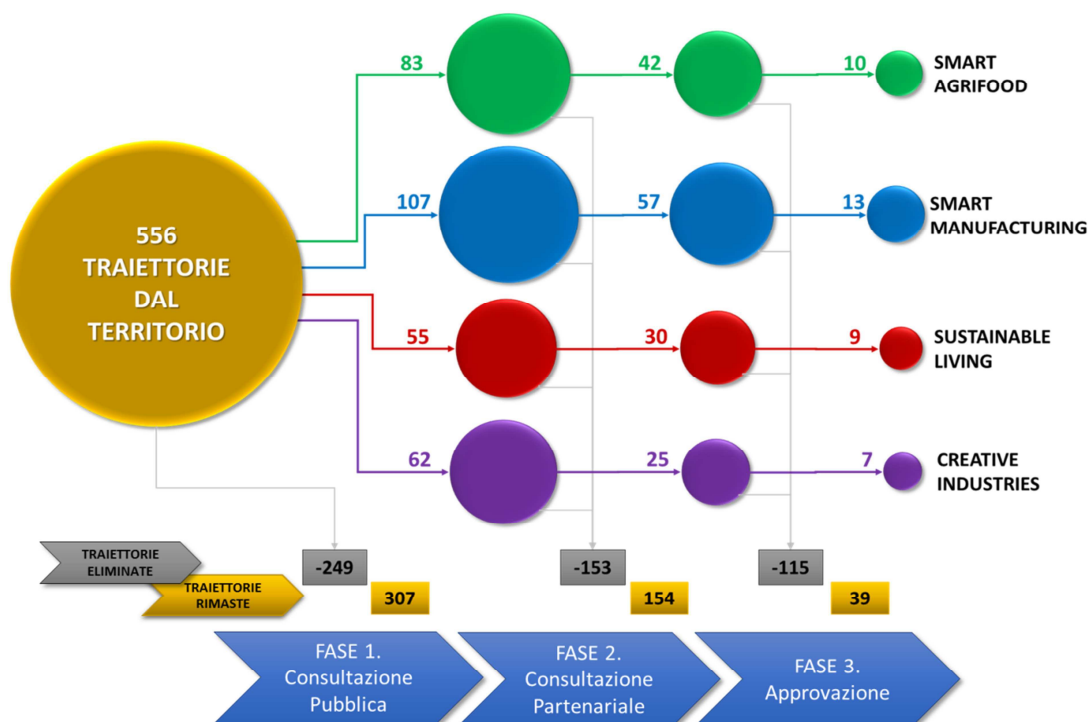 83
42
10
SMART
AGRIFOOD
556
TRAIETTORIE
DAL
TERRITORIO
107
57
13
SMART
MANUFACTURING
55
30
9
SUSTAINABLE
LIVING
62
25
7
CREATIVE
INDUSTRIES
TRAIETTORIE
ELIMINATE
-249
-153
-115
TRAIETTORIE
RIMASTE
307
154
39
FASE 1.
Consultazione
Pubblica
FASE 2.
Consultazione
Partenariale
FASE 3.
Approvazione